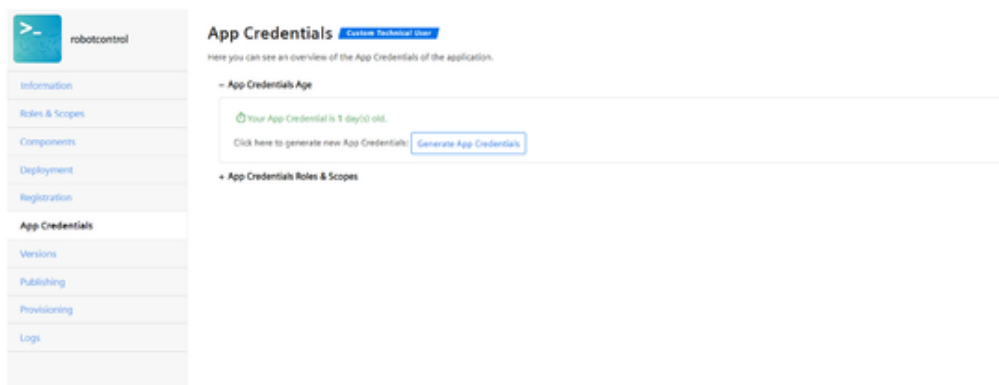 >_
robotcontrol
Information
Roles & Scopes
Components
Deployment
Registration
App Credentials
Versions
Publishing
Provisioning
Logs
App Credentials Custom Technical User
Here you can see an overview of the App Credentials of the application.
– App Credentials Age
Your App Credential is 1 day(s) old.
Click here to generate new App Credentials: Generate App Credentials
+ App Credentials Roles & Scopes